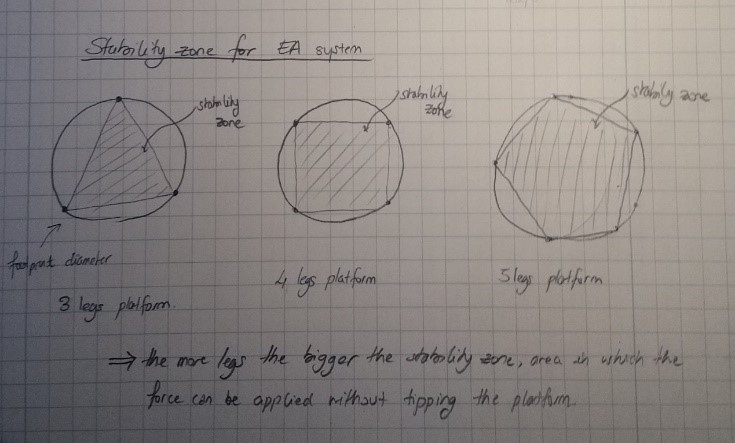 Stability zone for EA system
stability
zone
stability
zone
stabily zone
footprint diameter
3 legs platform.
4 legs platform
5 legs platform
⇒ the more legs the bigger the stability zone, area in which the
force can be applied without tipping the platform.